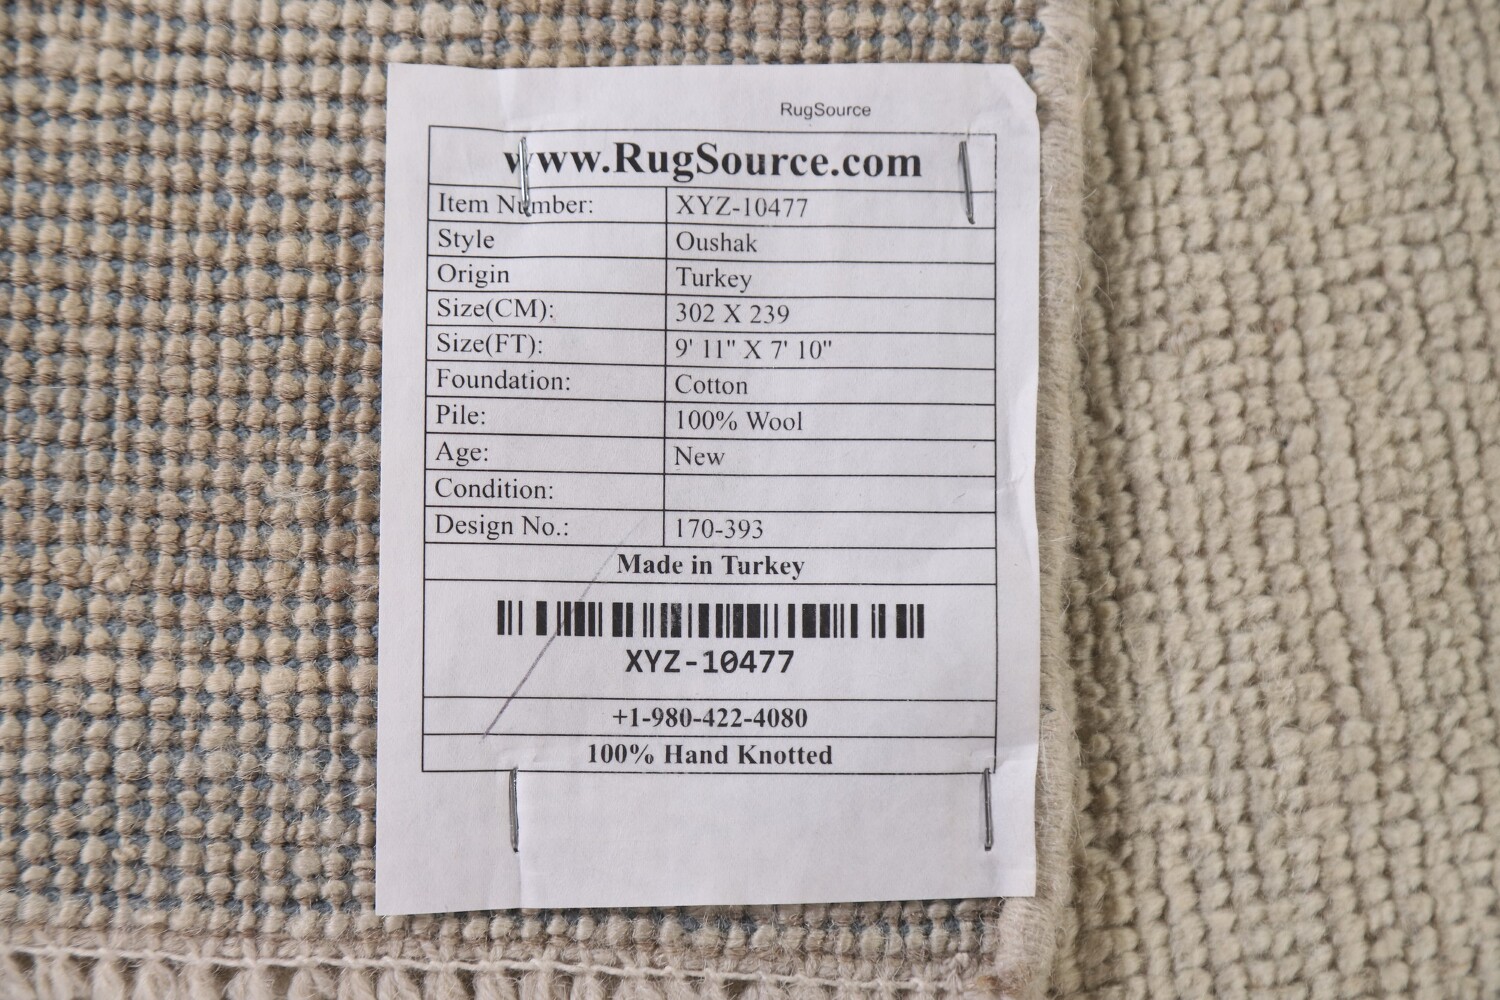 RugSource
www.RugSource.com
Item Number: XYZ-10477
Style Oushak
Origin Turkey
Size(CM): 302 X 239
Size(FT): 9' 11" X 7' 10"
Foundation: Cotton
Pile: 100% Wool
Age: New
Condition:
Design No.: 170-393
Made in Turkey
XYZ-10477
+1-980-422-4080
100% Hand Knotted